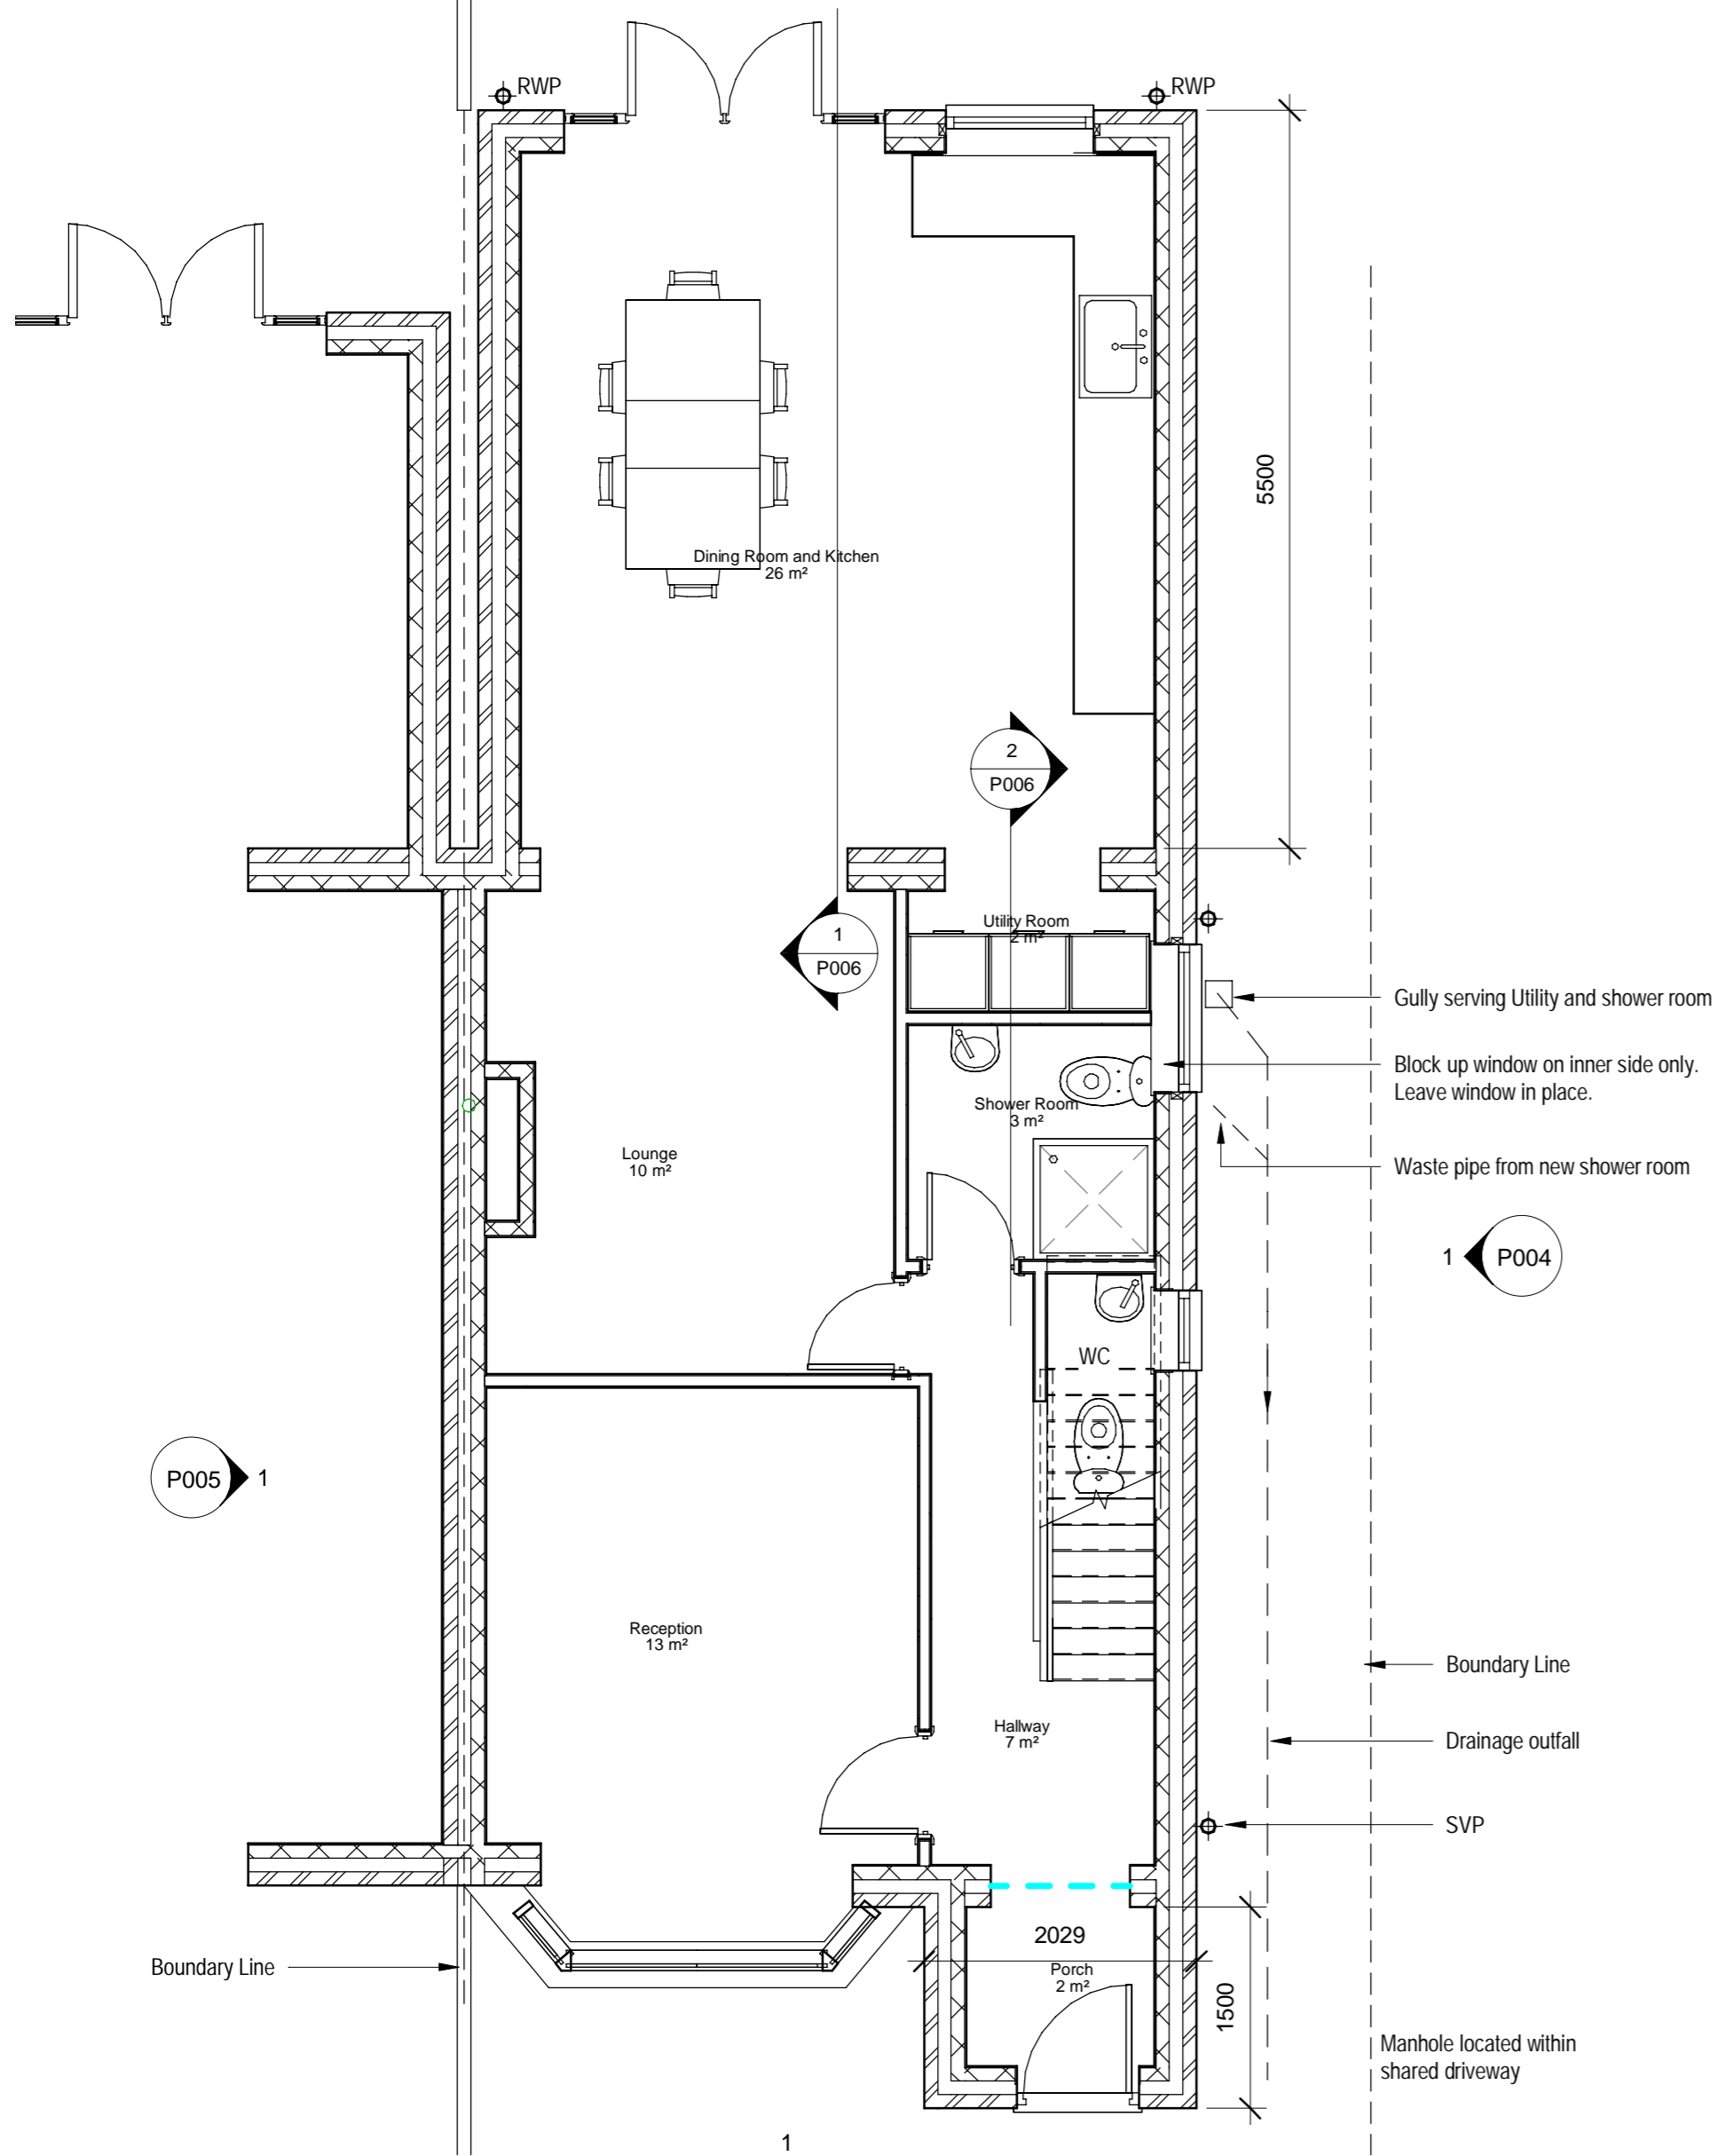 RWP
RWP
5500
Dining Room and Kitchen
26 m²
2
P006
Utility Room
2 m²
1
P006
Gully serving Utility and shower room
Block up window on inner side only.
Leave window in place.
Shower Room
3 m²
Lounge
10 m²
Waste pipe from new shower room
1
P004
WC
P005
1
Reception
13 m²
Boundary Line
Hallway
7 m²
Drainage outfall
SVP
2029
Boundary Line
Porch
2 m²
1500
Manhole located within
shared driveway
1